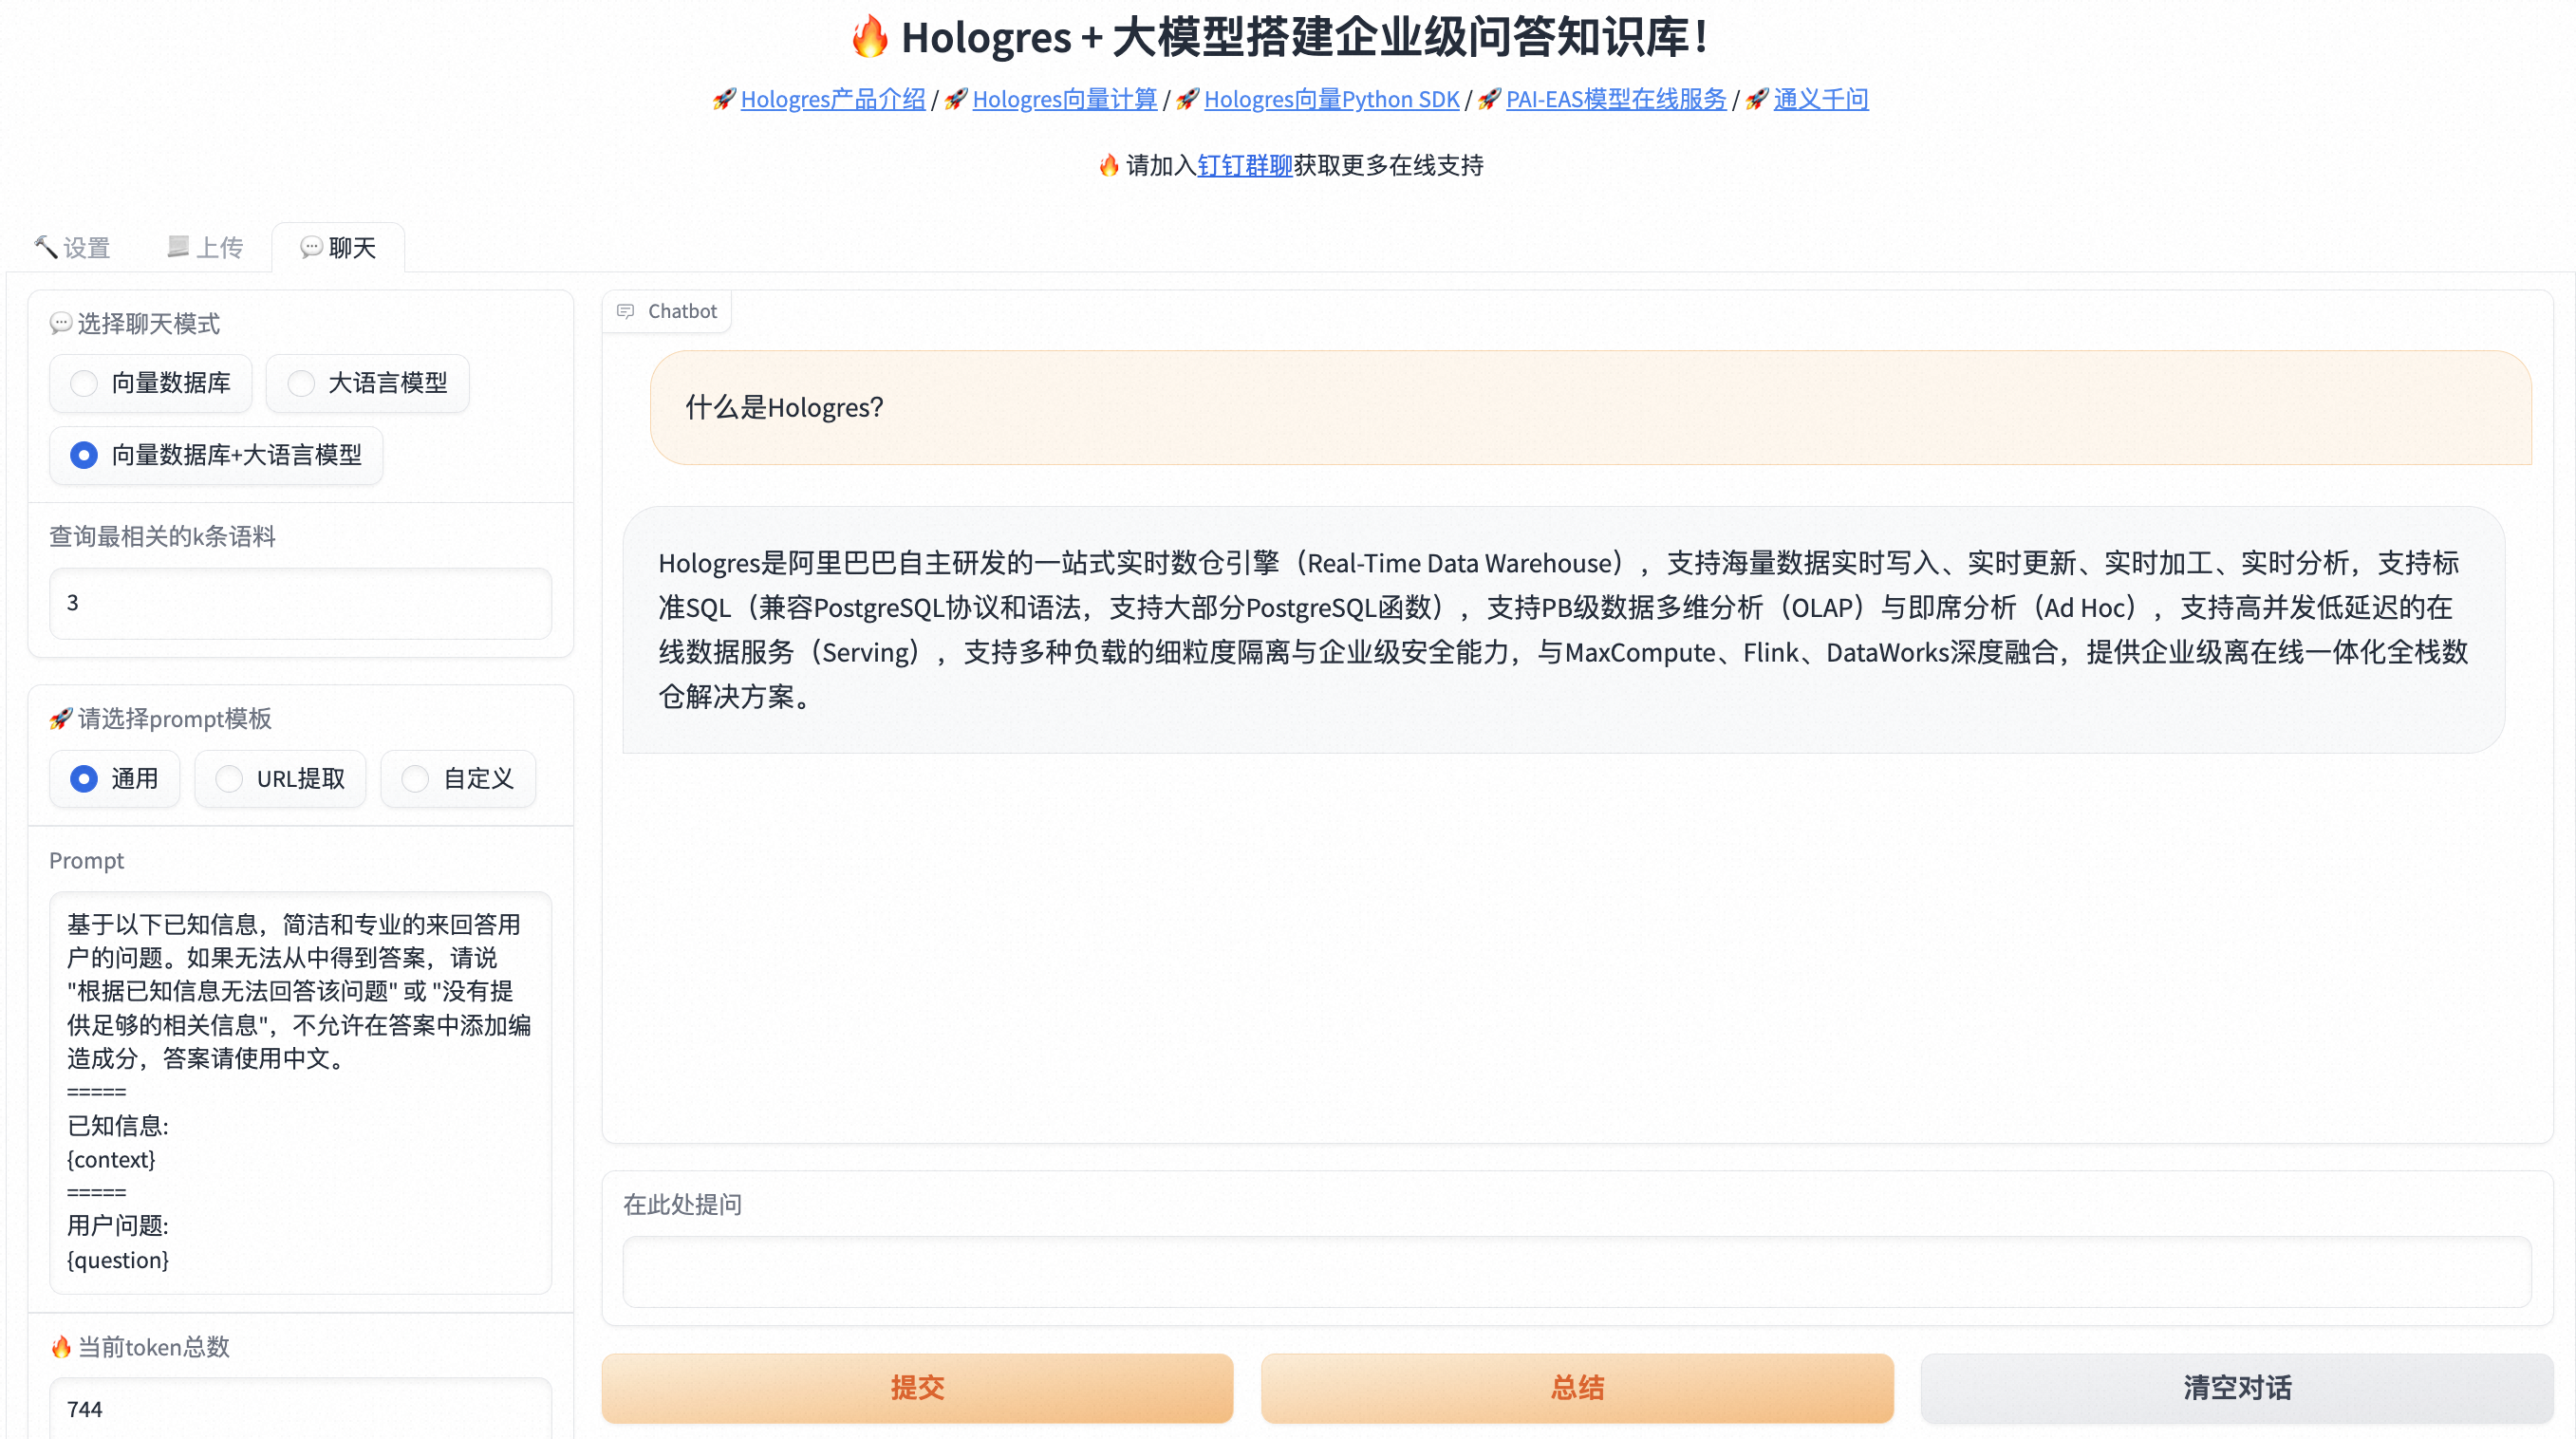 🔥 Hologres + 大模型搭建企业级问答知识库！
🚀 Hologres产品介绍 / 🚀 Hologres向量计算 / 🚀 Hologres向量Python SDK / 🚀 PAI-EAS模型在线服务 / 🚀 通义千问
🔥 请加入钉钉群聊获取更多在线支持
🔨 设置
📃 上传
💬 聊天
💬 选择聊天模式
向量数据库
大语言模型
向量数据库+大语言模型
查询最相关的k条语料
3
🚀 请选择prompt模板
通用
URL提取
自定义
Prompt
基于以下已知信息，简洁和专业的来回答用
户的问题。如果无法从中得到答案，请说
"根据已知信息无法回答该问题" 或 "没有提
供足够的相关信息"，不允许在答案中添加编
造成分，答案请使用中文。
=====
已知信息:
{context}
=====
用户问题:
{question}
🔥 当前token总数
744
Chatbot
什么是Hologres？
Hologres是阿里巴巴自主研发的一站式实时数仓引擎（Real-Time Data Warehouse），支持海量数据实时写入、实时更新、实时加工、实时分析，支持标
准SQL（兼容PostgreSQL协议和语法，支持大部分PostgreSQL函数），支持PB级数据多维分析（OLAP）与即席分析（Ad Hoc），支持高并发低延迟的在
线数据服务（Serving），支持多种负载的细粒度隔离与企业级安全能力，与MaxCompute、Flink、DataWorks深度融合，提供企业级离在线一体化全栈数
仓解决方案。
在此处提问
提交
总结
清空对话